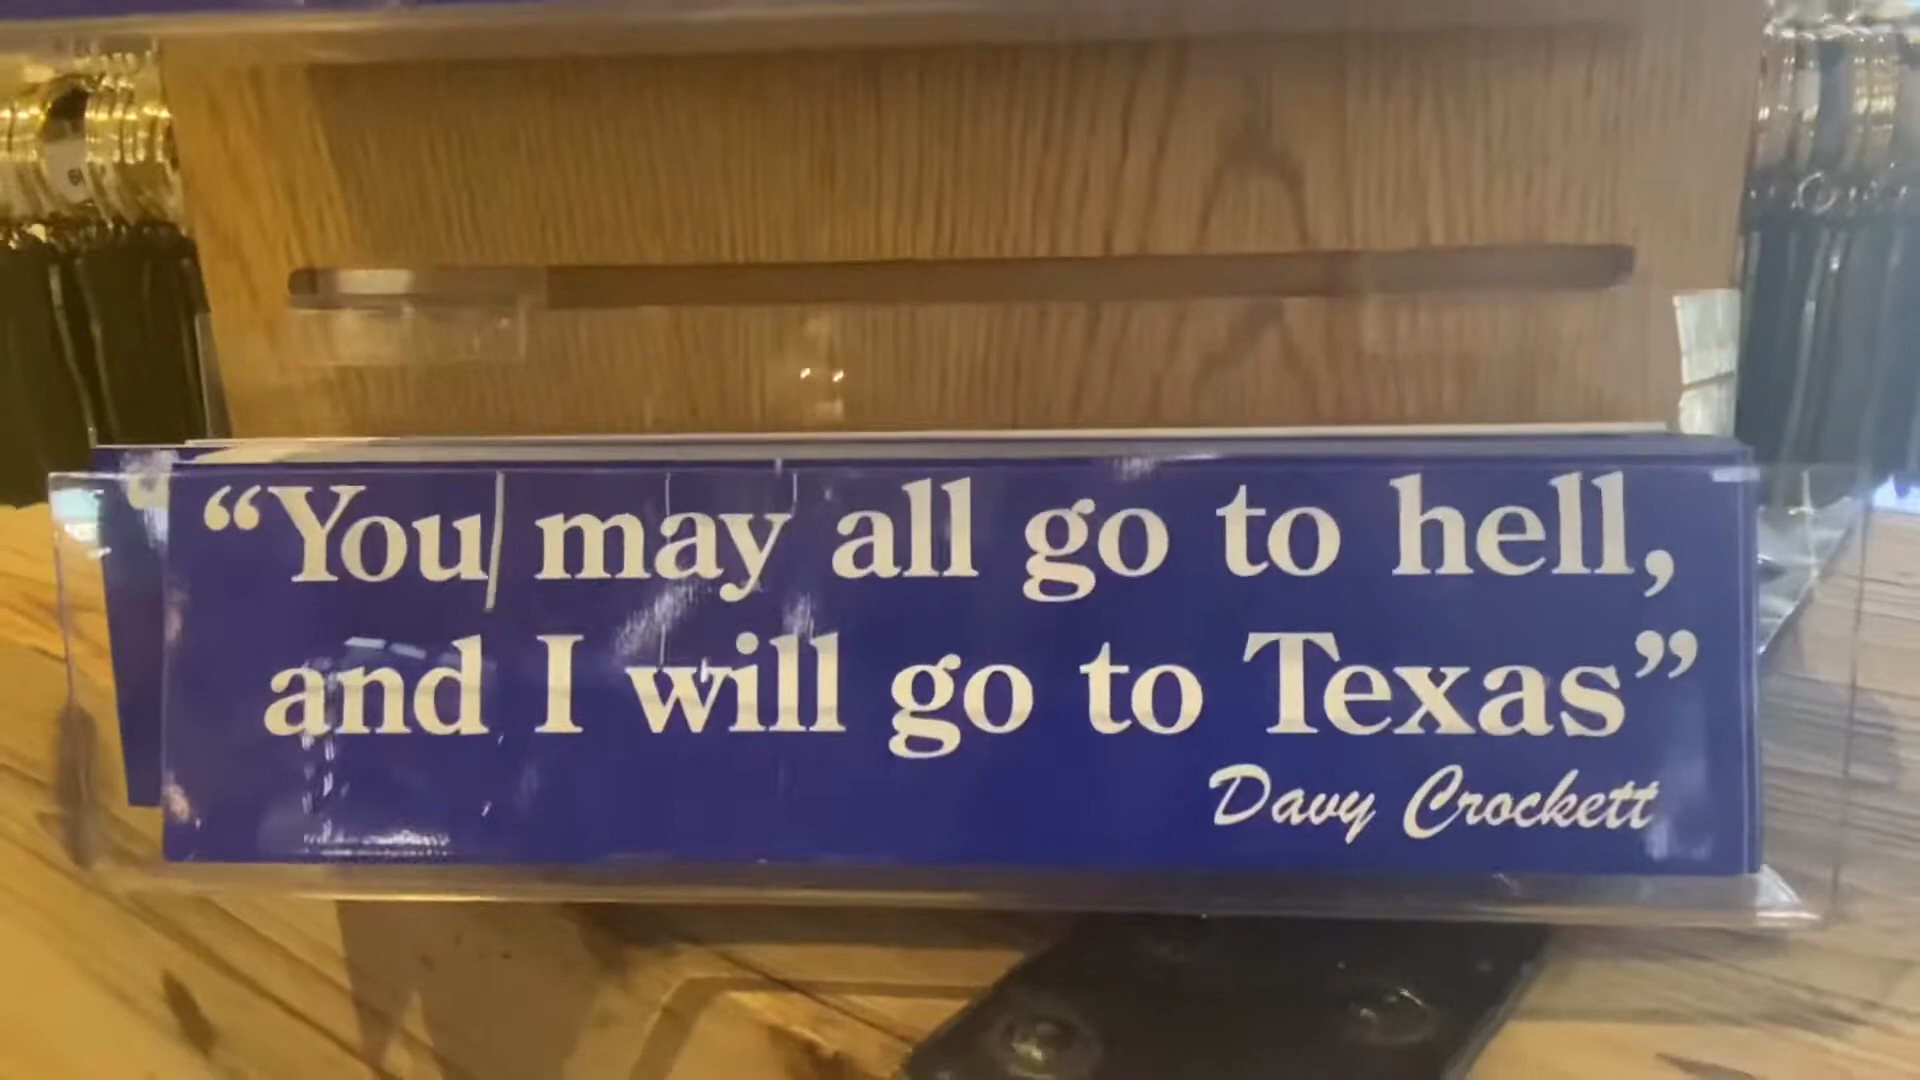 “You may all go to hell,
and I will go to Texas”
Davy Crockett